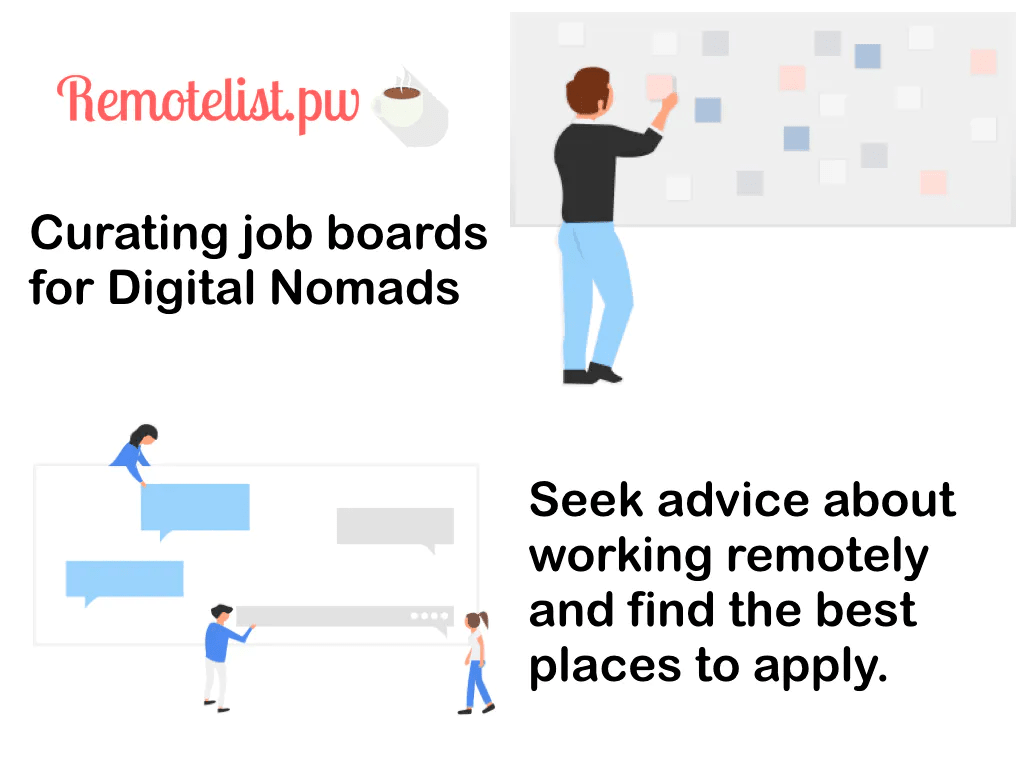 Remotelist.pw
Curating job boards
for Digital Nomads
Seek advice about
working remotely
and find the best
places to apply.